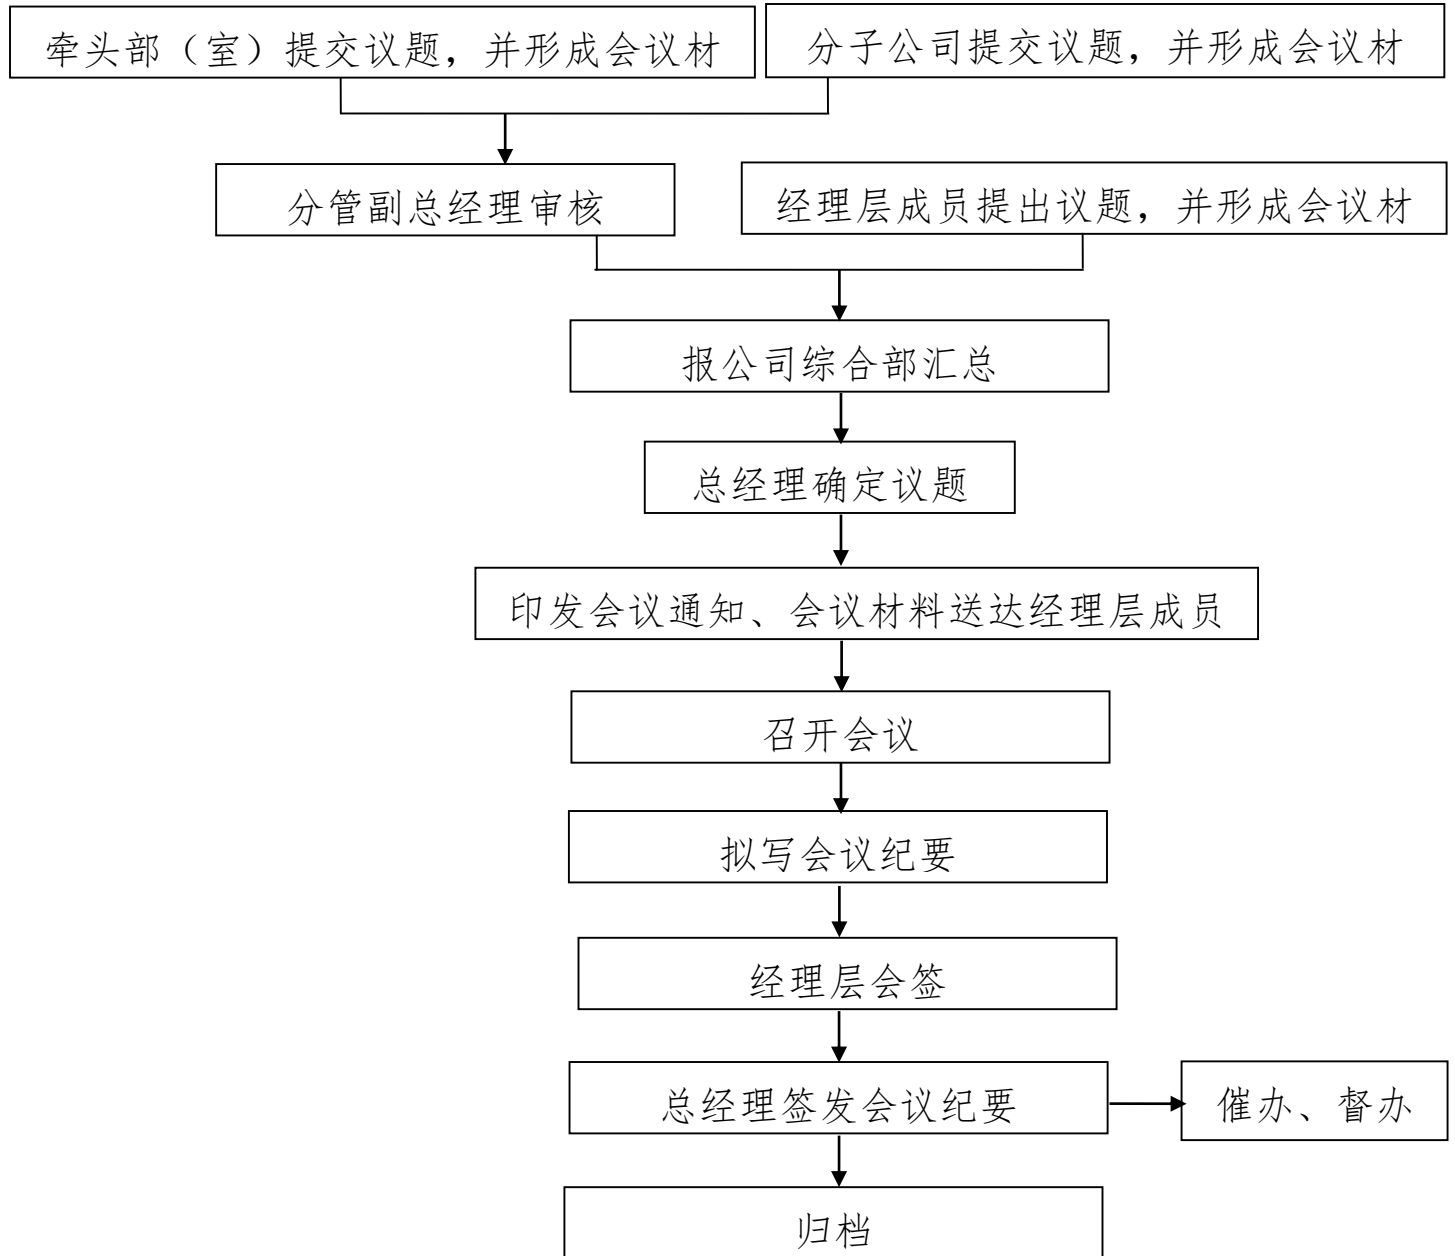 牵头部（室）提交议题，并形成会议材
分子公司提交议题，并形成会议材
分管副总经理审核
经理层成员提出议题，并形成会议材
报公司综合部汇总
总经理确定议题
印发会议通知、会议材料送达经理层成员
召开会议
拟写会议纪要
经理层会签
总经理签发会议纪要
催办、督办
归档